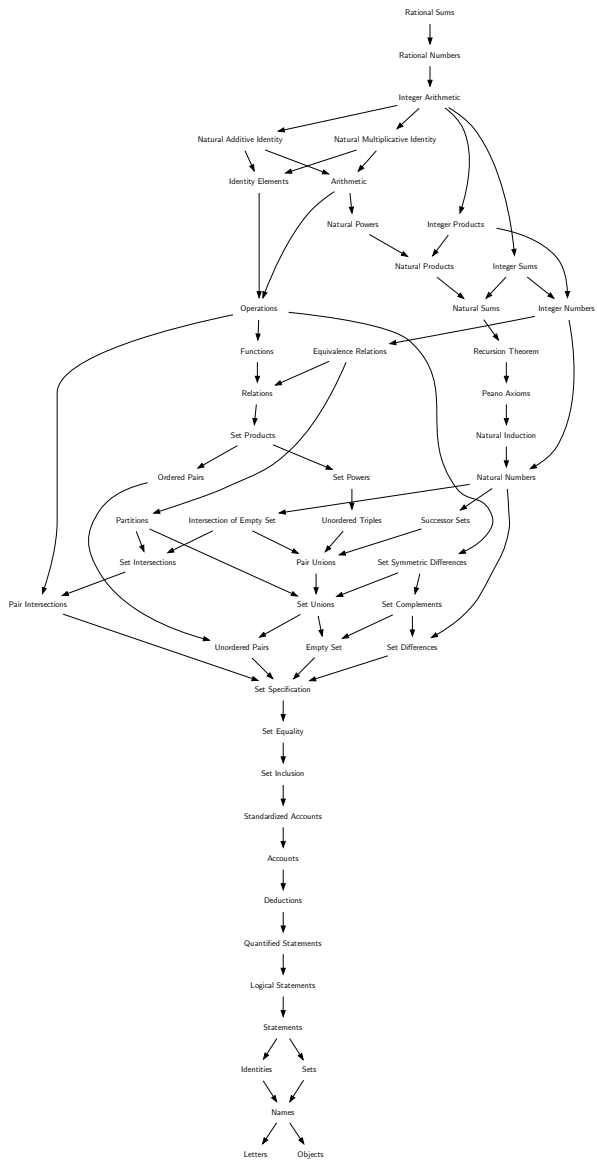 Rational Sums
Rational Numbers
Integer Arithmetic
Natural Additive Identity
Natural Multiplicative Identity
Identity Elements
Arithmetic
Natural Powers
Integer Products
Natural Products
Integer Sums
Operations
Natural Sums
Integer Numbers
Functions
Equivalence Relations
Recursion Theorem
Relations
Peano Axioms
Set Products
Natural Induction
Ordered Pairs
Set Powers
Natural Numbers
Partitions
Intersection of Empty Set
Unordered Triples
Successor Sets
Set Intersections
Pair Unions
Set Symmetric Differences
Pair Intersections
Set Unions
Set Complements
Unordered Pairs
Empty Set
Set Differences
Set Specification
Set Equality
Set Inclusion
Standardized Accounts
Accounts
Deductions
Quantified Statements
Logical Statements
Statements
Identities
Sets
Names
Letters
Objects